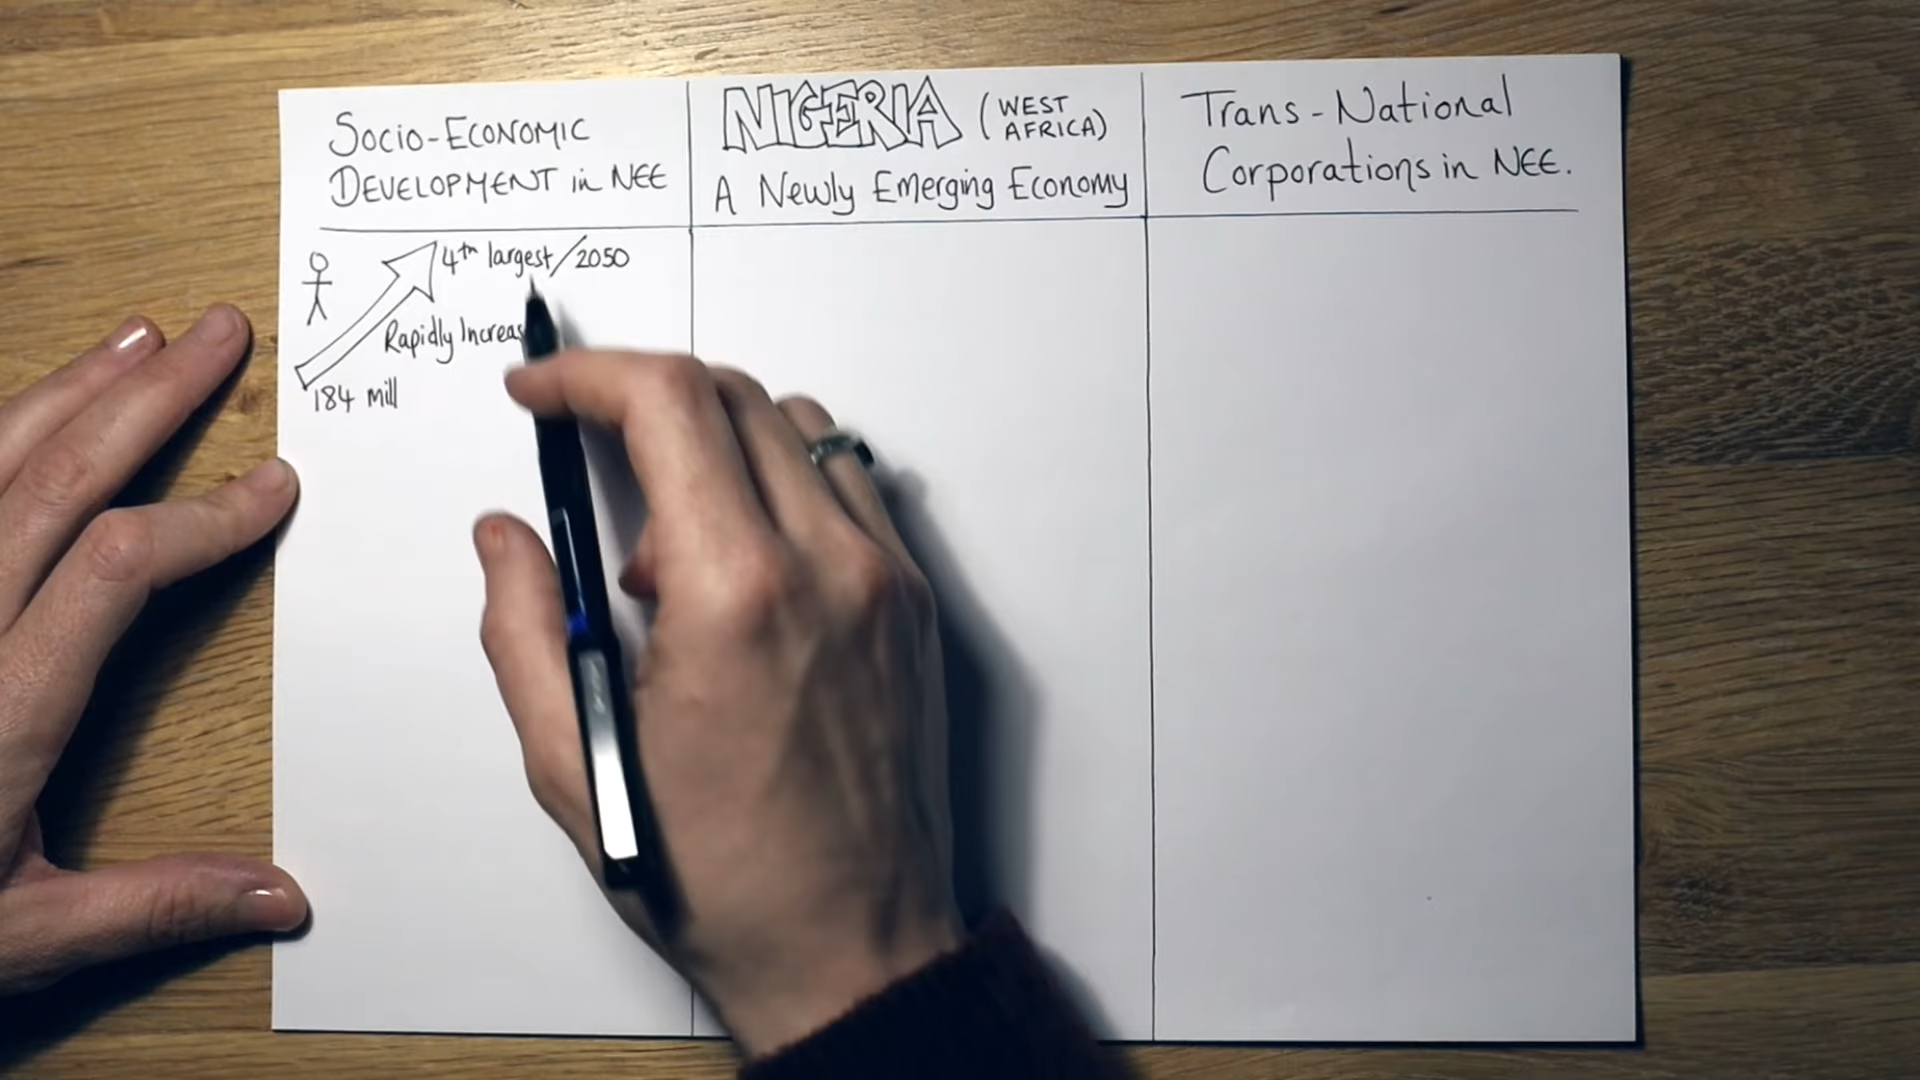 Socio-Economic
Development in NEE
4th largest/2050
Rapidly Increas
184 mill
NIGERIA (WEST
AFRICA)
A Newly Emerging Economy
Trans-National
Corporations in NEE.